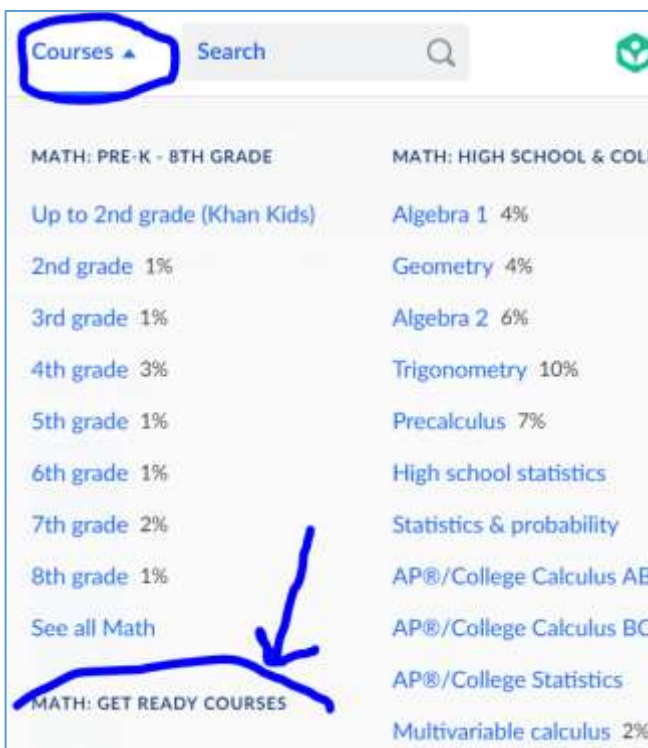 Courses ▲ Search
MATH: PRE-K - 8TH GRADE
Up to 2nd grade (Khan Kids)
2nd grade 1%
3rd grade 1%
4th grade 3%
5th grade 1%
6th grade 1%
7th grade 2%
8th grade 1%
See all Math
MATH: GET READY COURSES
MATH: HIGH SCHOOL & COL
Algebra 1 4%
Geometry 4%
Algebra 2 6%
Trigonometry 10%
Precalculus 7%
High school statistics
Statistics & probability
AP®/College Calculus AB
AP®/College Calculus BC
AP®/College Statistics
Multivariable calculus 2%